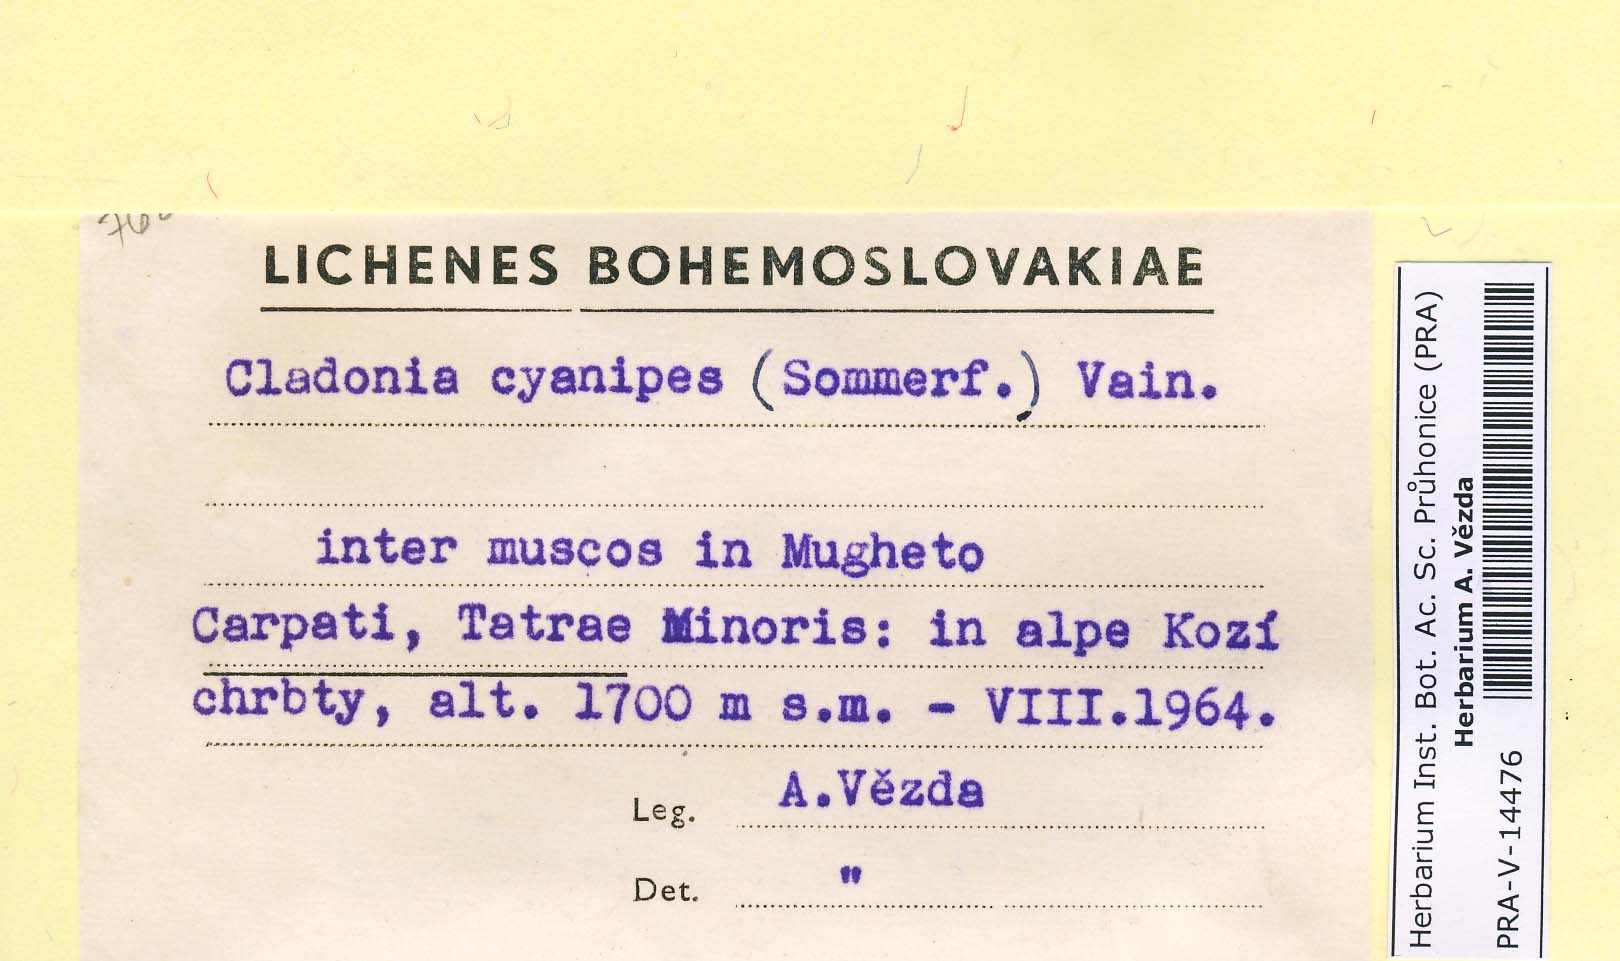 LICHENES BOHEMOSLOVAKIAE
Cladonia cyanipes (Sommerf.) Vain.
inter muscos in Mugheto
Carpati, Tatrae Minoris: in alpe Kozí
chrbty, alt. 1700 m s.m. - VIII.1964.
Leg. A.Vězda
Det. "
Herbarium Inst. Bot. Ac. Sc. Průhonice (PRA)
Herbarium A. Vězda
PRA-V-14476